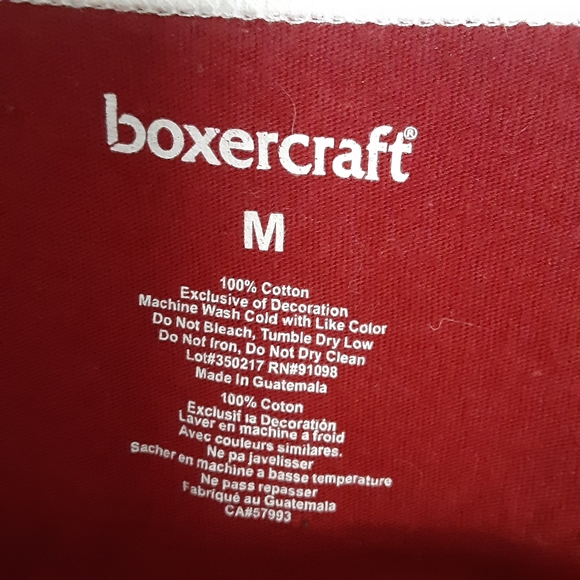 boxercraft®
M
100% Cotton
Exclusive of Decoration
Machine Wash Cold with Like Color
Do Not Bleach, Tumble Dry Low
Do Not Iron, Do Not Dry Clean
Lot#350217 RN#91098
Made In Guatemala
100% Coton
Exclusif la Decoratión
Laver en machine a froid
Avec couleurs similares.
Ne pa javelisser
Sacher en machine a basse température
Ne pass repasser
Fabriqué au Guatemala
CA#57993